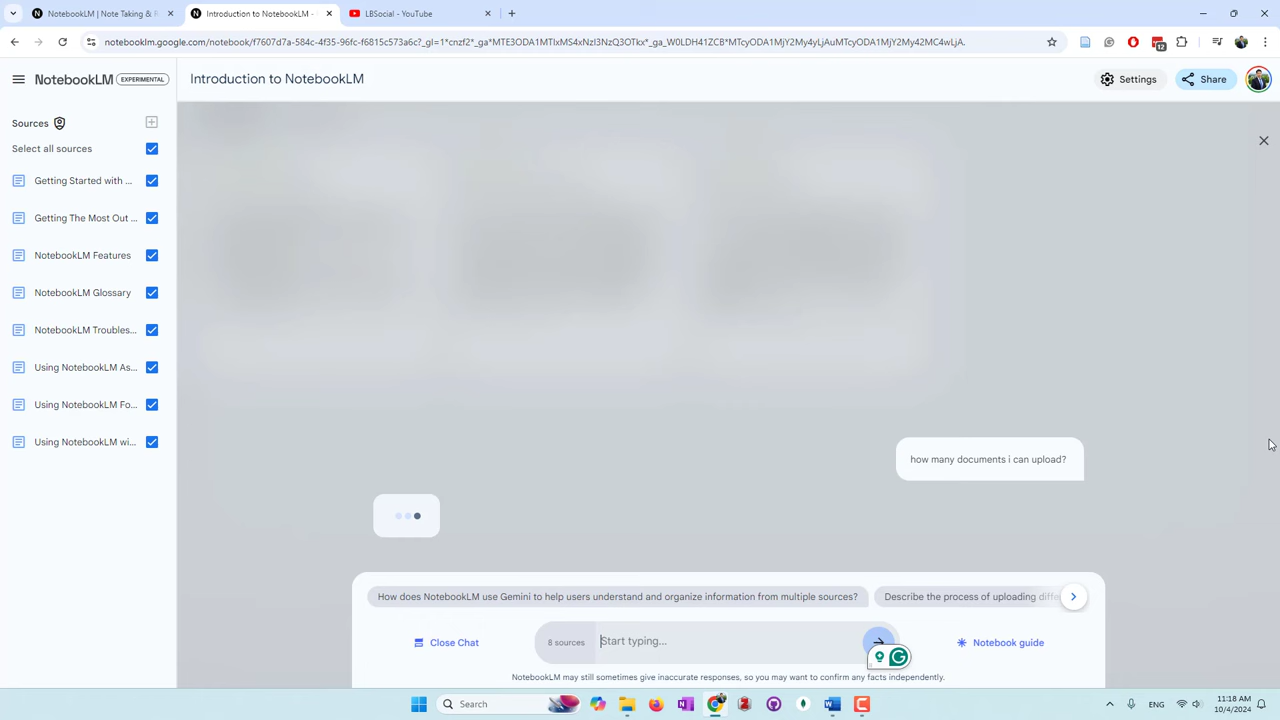 NotebookLM | Note Taking & R
Introduction to NotebookLM -
LBSocial - YouTube
notebooklm.google.com/notebook/f7607d7a-584c-4f35-96fc-f6815c573a6c?_gl=1*cnzf2*_ga*MTE3ODA1MTIxMS4xNzI3NzQ3OTkx*_ga_W0LDH41ZCB*MTcyODA1MjY2My4yLjAuMTcyODA1MjY2My42MC4wLjA.
12
NotebookLM
EXPERIMENTAL
Introduction to NotebookLM
Settings
Share
Sources
Select all sources
Getting Started with ...
Getting The Most Out ...
NotebookLM Features
NotebookLM Glossary
NotebookLM Troubles...
Using NotebookLM As...
Using NotebookLM Fo...
Using NotebookLM wi...
how many documents i can upload?
How does NotebookLM use Gemini to help users understand and organize information from multiple sources?
Describe the process of uploading diffe
Close Chat
8 sources
Start typing...
Notebook guide
NotebookLM may still sometimes give inaccurate responses, so you may want to confirm any facts independently.
Search
ENG
11:18 AM
10/4/2024